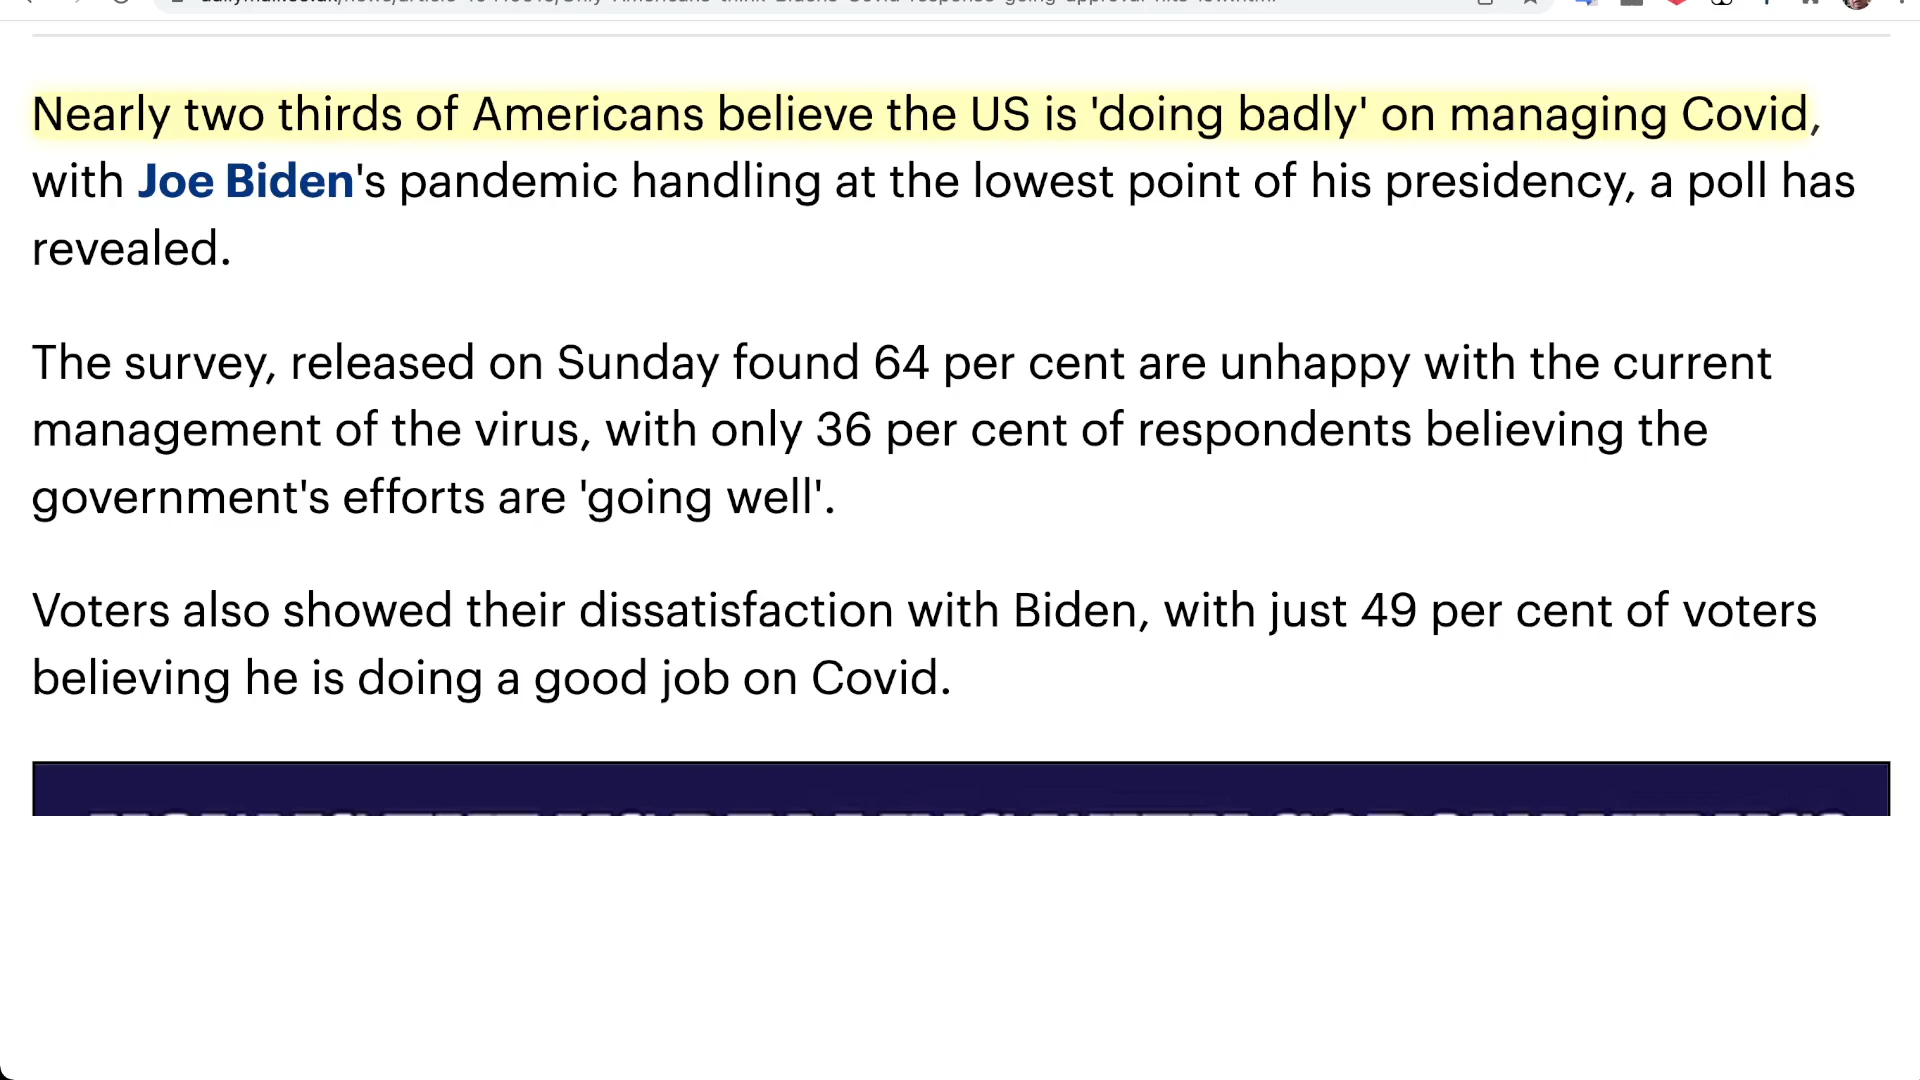 Nearly two thirds of Americans believe the US is 'doing badly' on managing Covid,
with Joe Biden's pandemic handling at the lowest point of his presidency, a poll has
revealed.
The survey, released on Sunday found 64 per cent are unhappy with the current
management of the virus, with only 36 per cent of respondents believing the
government's efforts are 'going well'.
Voters also showed their dissatisfaction with Biden, with just 49 per cent of voters
believing he is doing a good job on Covid.